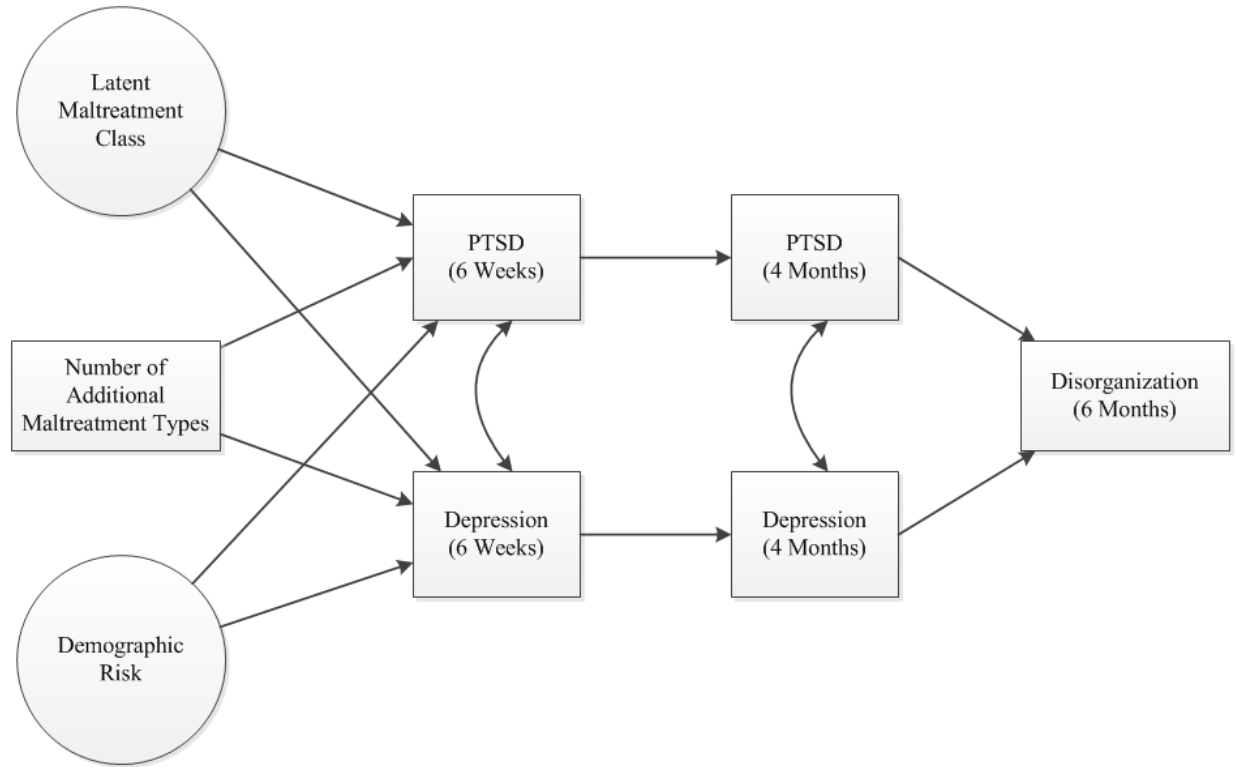 Latent
Maltreatment
Class
PTSD
(6 Weeks)
PTSD
(4 Months)
Number of
Additional
Maltreatment Types
Disorganization
(6 Months)
Depression
(6 Weeks)
Depression
(4 Months)
Demographic
Risk